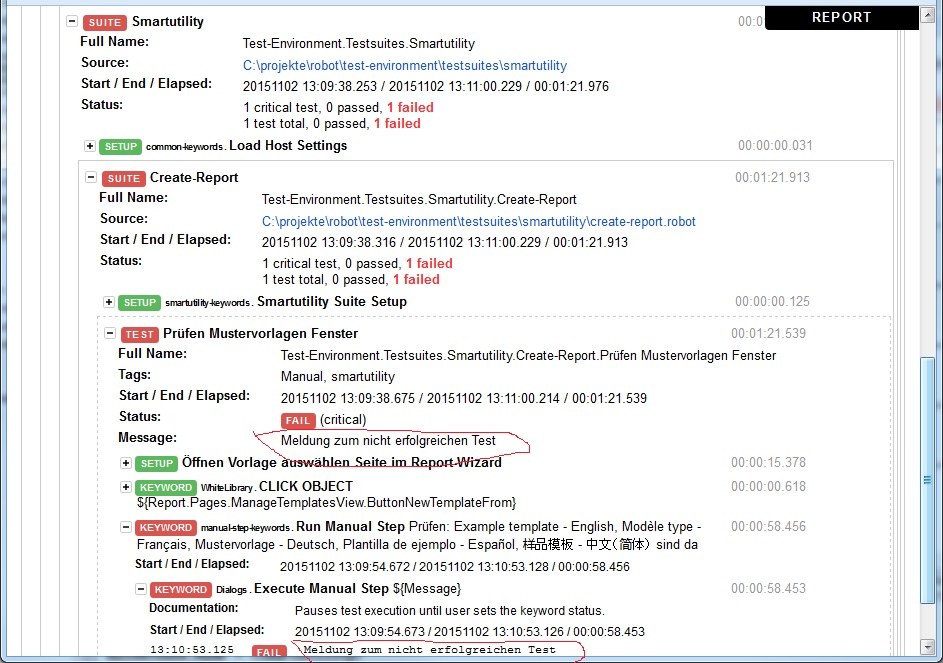 REPORT
SUITE Smartutility 00:0
Full Name: Test-Environment.Testsuites.Smartutility
Source: C:\projekte\robot\test-environment\testsuites\smartutility
Start / End / Elapsed: 20151102 13:09:38.253 / 20151102 13:11:00.229 / 00:01:21.976
Status: 1 critical test, 0 passed, 1 failed
1 test total, 0 passed, 1 failed
SETUP common-keywords . Load Host Settings 00:00:00.031
SUITE Create-Report 00:01:21.913
Full Name: Test-Environment.Testsuites.Smartutility.Create-Report
Source: C:\projekte\robot\test-environment\testsuites\smartutility\create-report.robot
Start / End / Elapsed: 20151102 13:09:38.316 / 20151102 13:11:00.229 / 00:01:21.913
Status: 1 critical test, 0 passed, 1 failed
1 test total, 0 passed, 1 failed
SETUP smartutility-keywords . Smartutility Suite Setup 00:00:00.125
TEST Prüfen Mustervorlagen Fenster 00:01:21.539
Full Name: Test-Environment.Testsuites.Smartutility.Create-Report.Prüfen Mustervorlagen Fenster
Tags: Manual, smartutility
Start / End / Elapsed: 20151102 13:09:38.675 / 20151102 13:11:00.214 / 00:01:21.539
Status: FAIL (critical)
Message: Meldung zum nicht erfolgreichen Test
SETUP Öffnen Vorlage auswählen Seite im Report-Wizard 00:00:15.378
KEYWORD WhiteLibrary . CLICK OBJECT 00:00:00.618
${Report.Pages.ManageTemplatesView.ButtonNewTemplateFrom}
KEYWORD manual-step-keywords . Run Manual Step Prüfen: Example template - English, Modèle type - 00:00:58.456
Français, Mustervorlage - Deutsch, Plantilla de ejemplo - Español, 样品模板 - 中文(简体) sind da
Start / End / Elapsed: 20151102 13:09:54.672 / 20151102 13:10:53.128 / 00:00:58.456
KEYWORD Dialogs . Execute Manual Step ${Message} 00:00:58.453
Documentation: Pauses test execution until user sets the keyword status.
Start / End / Elapsed: 20151102 13:09:54.673 / 20151102 13:10:53.126 / 00:00:58.453
13:10:53.125 FAIL Meldung zum nicht erfolgreichen Test